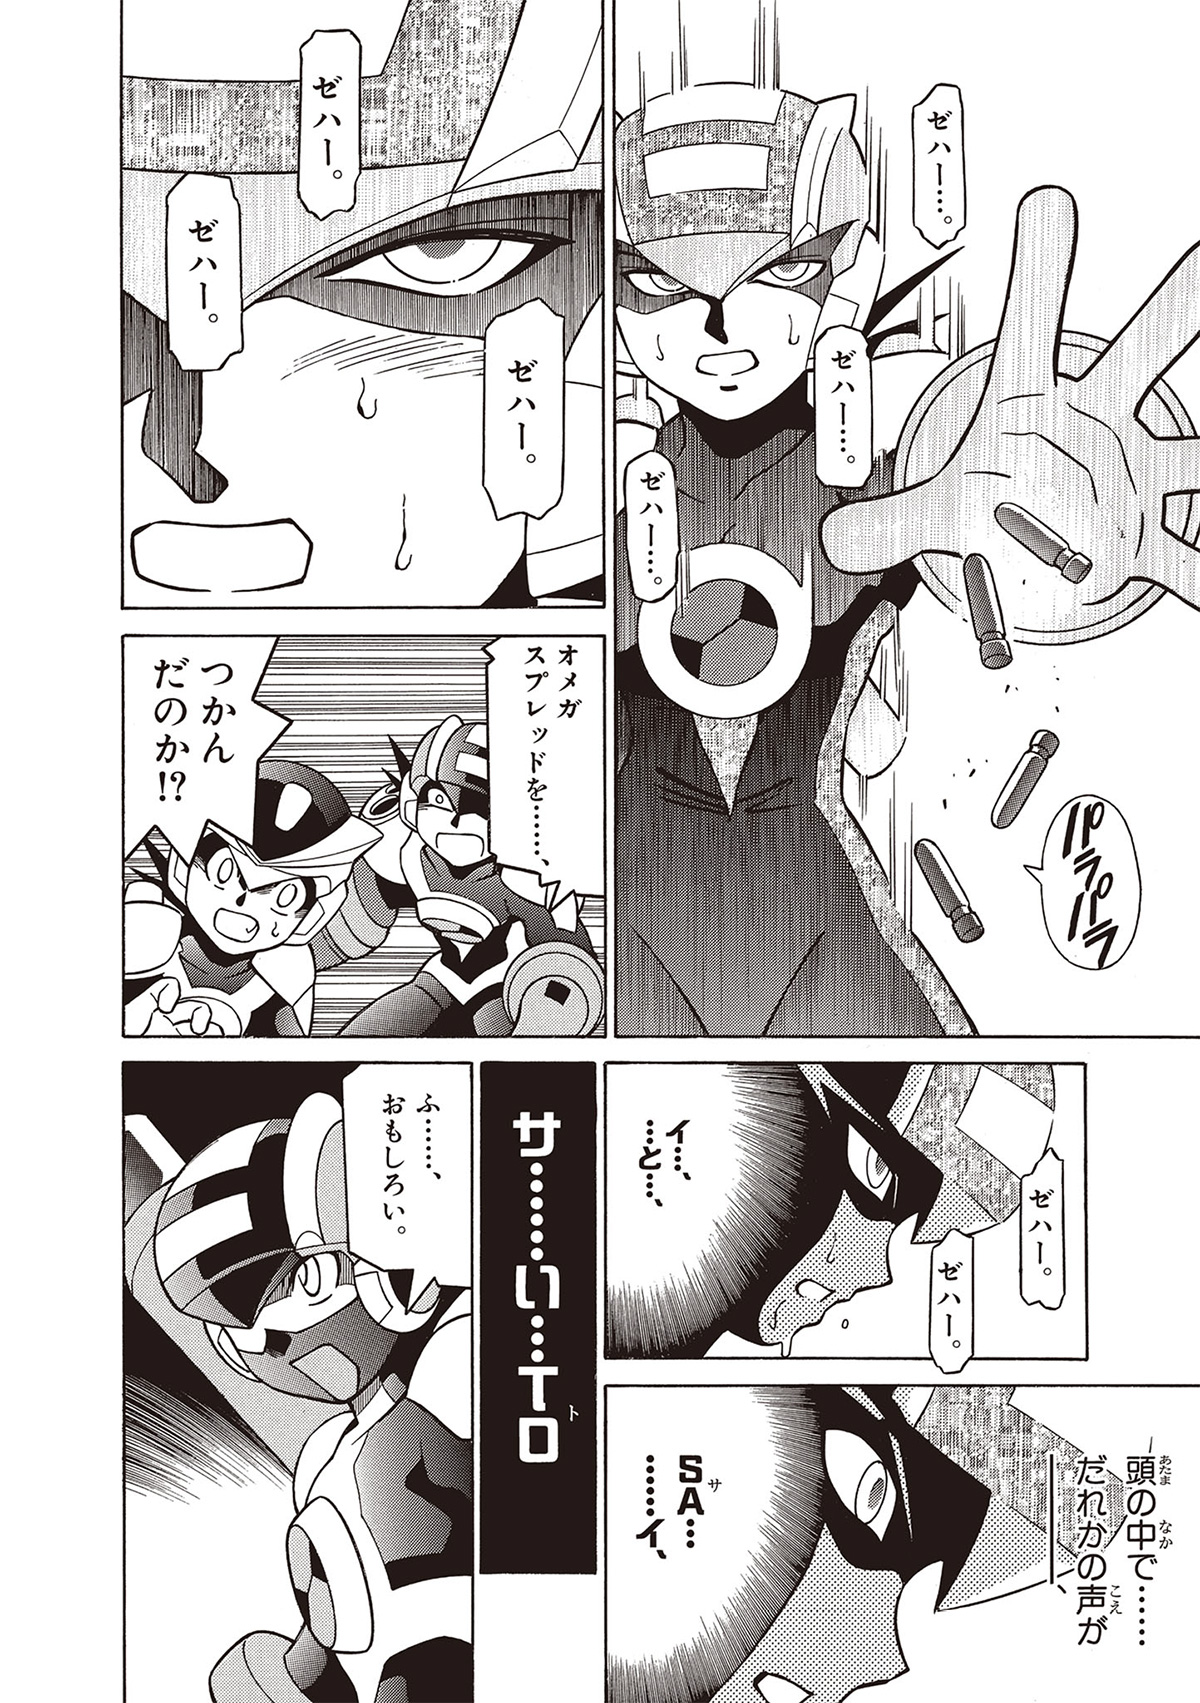 ゼハー…。
ゼハー…。
ゼハー…。
パラパラ
パラ
ゼハー。
ゼハー。
ゼハー。
オメガ
スプレッドを……、
つかん
だのか!?
ゼハー。
ゼハー。
イ…、
…と…、
―頭の中で……
だれかの声が
――、
SA…
……イ、
サ……い…TO
ふ……、
おもしろい。